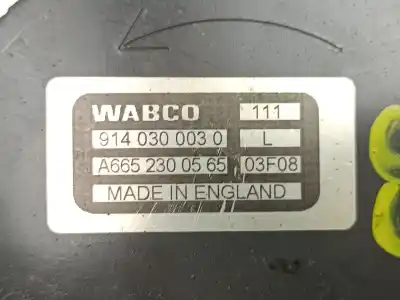 WABCO 111
914 030 003 0 L
A665 230 05 65 03F08
MADE IN ENGLAND